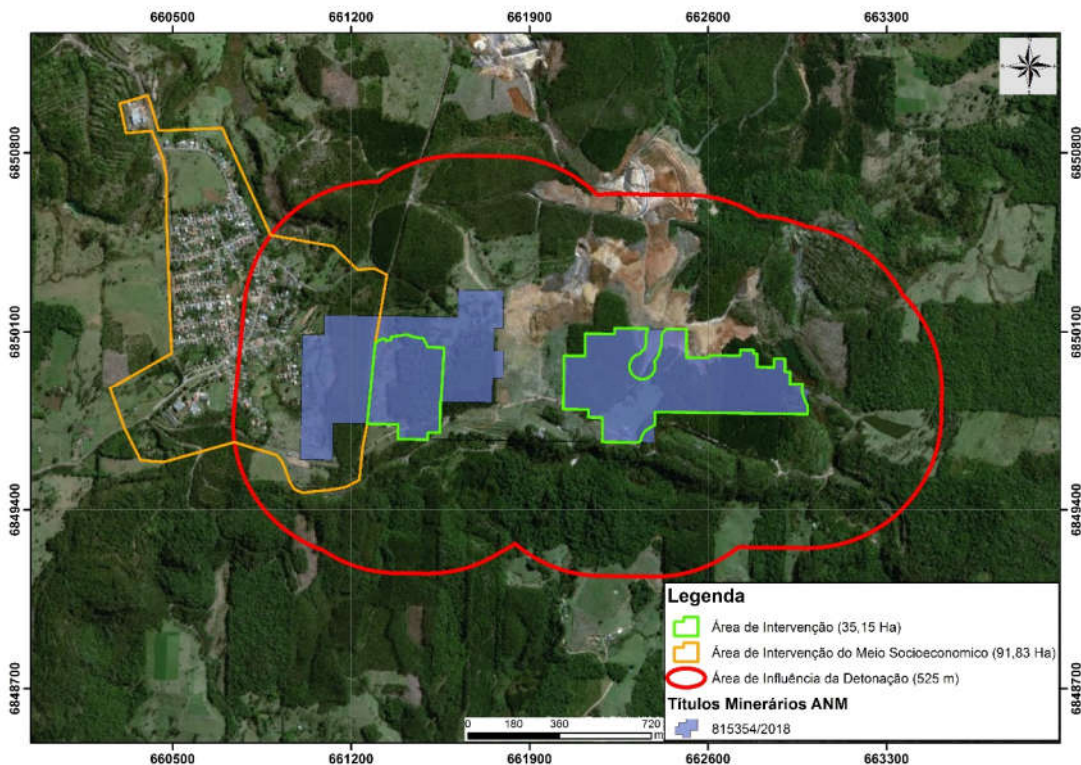 660500 661200 661900 662600 663300
6850800 6850800
6850100 6850100
6849400 6849400
6848700 6848700
Legenda
Área de Intervenção (35,15 Ha)
Área de Intervenção do Meio Socioeconomico (91,83 Ha)
Área de Influência da Detonação (525 m)
Títulos Minerários ANM
815354/2018
0 180 360 720
m
660500 661200 661900 662600 663300